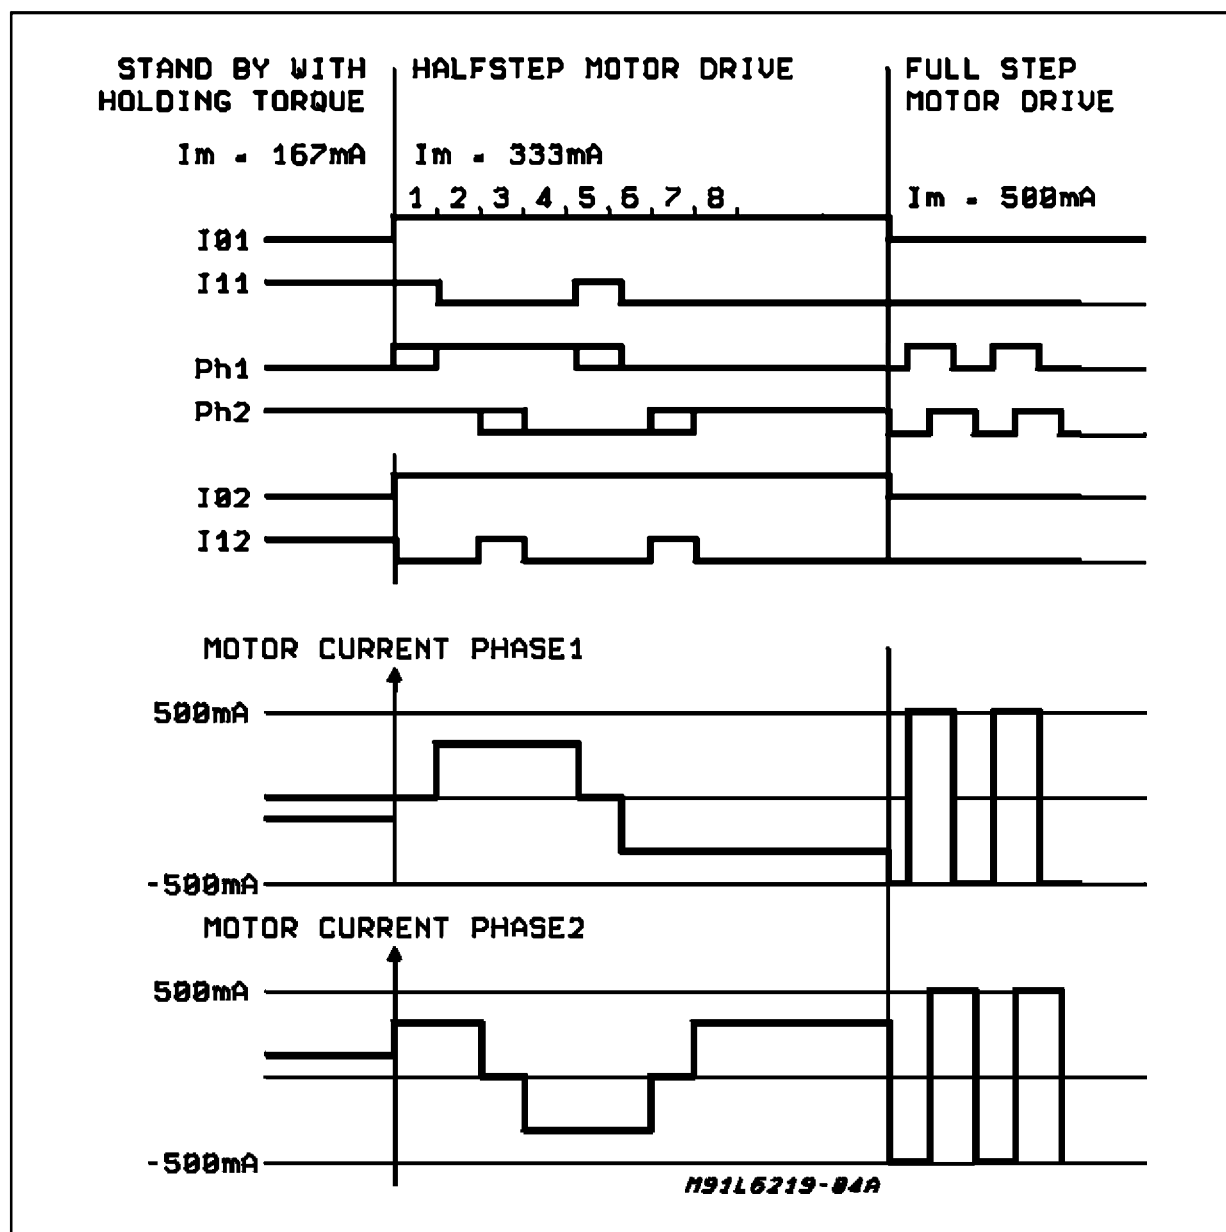 STAND BY WITH
HOLDING TORQUE
Im = 167mA
HALFSTEP MOTOR DRIVE
Im = 333mA
1 2 3 4 5 6 7 8
FULL STEP
MOTOR DRIVE
Im = 500mA
I01
I11
Ph1
Ph2
I02
I12
MOTOR CURRENT PHASE1
500mA
-500mA
MOTOR CURRENT PHASE2
500mA
-500mA
M91L6219-04A